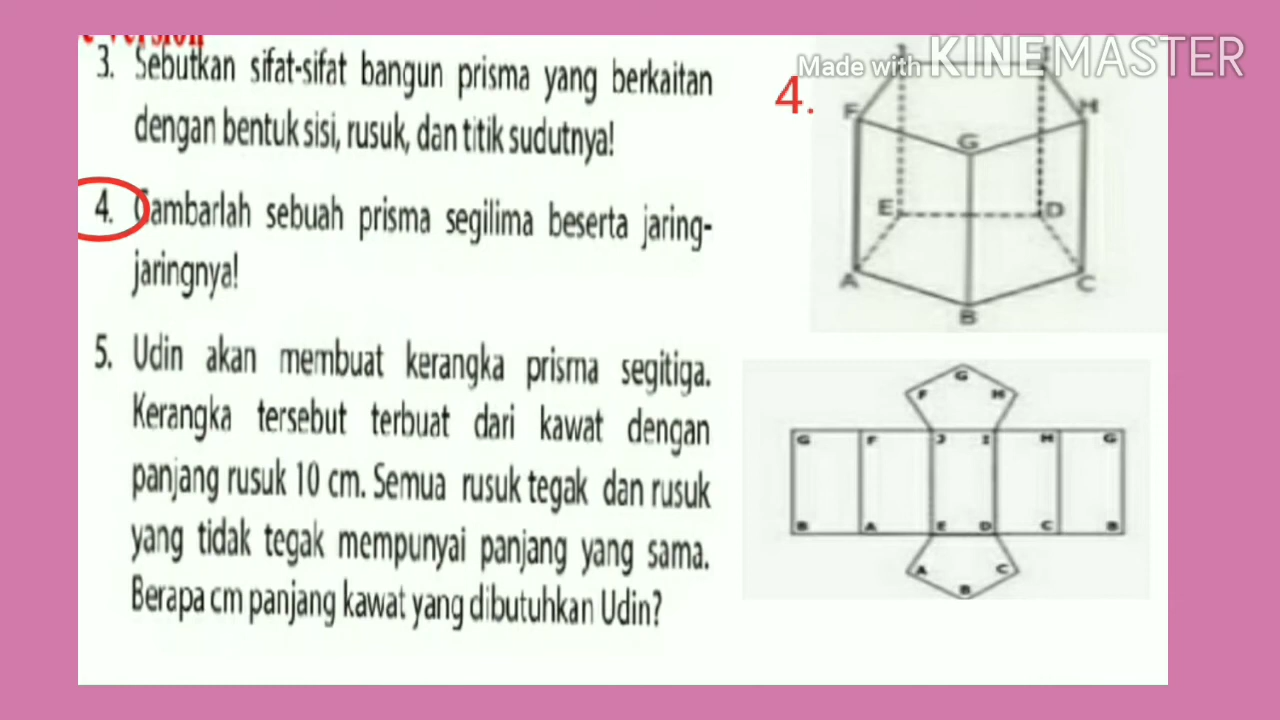 3. Sebutkan sifat-sifat bangun prisma yang berkaitan
dengan bentuk sisi, rusuk, dan titik sudutnya!
4. Gambarlah sebuah prisma segilima beserta jaring-
jaringnya!
5. Udin akan membuat kerangka prisma segitiga.
Kerangka tersebut terbuat dari kawat dengan
panjang rusuk 10 cm. Semua rusuk tegak dan rusuk
yang tidak tegak mempunyai panjang yang sama.
Berapa cm panjang kawat yang dibutuhkan Udin?
Made with KINEMASTER
4.
F H
G
E D
A C
B
G
F H
G F J I H G
B A E D C B
A C
B